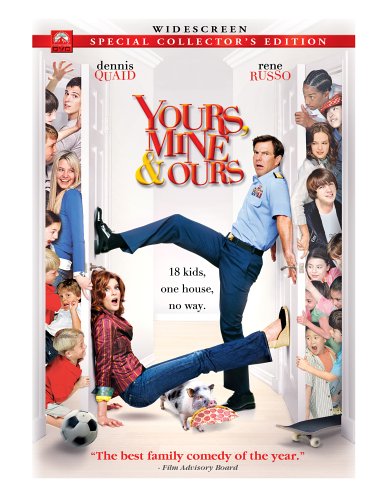 WIDESCREEN
SPECIAL COLLECTOR'S EDITION
dennis
QUAID
rene
RUSSO
YOURS,
MINE
& OURS
18 kids,
one house,
no way.
"The best family comedy of the year."
- Film Advisory Board